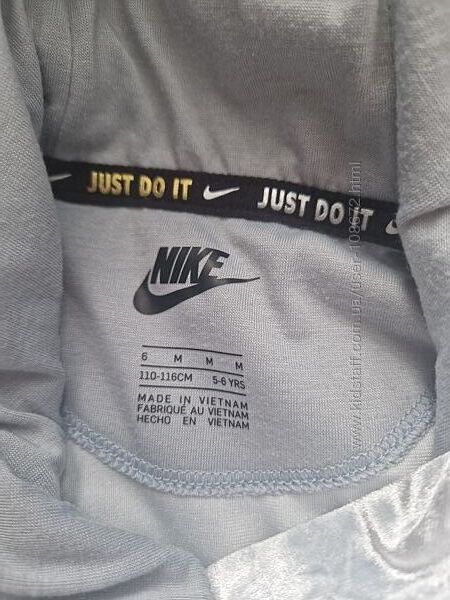 JUST DO IT JUST DO IT
NIKE
6 M M M
110-116CM 5-6 YRS
MADE IN VIETNAM
FABRIQUÉ AU VIETNAM
HECHO EN VIETNAM